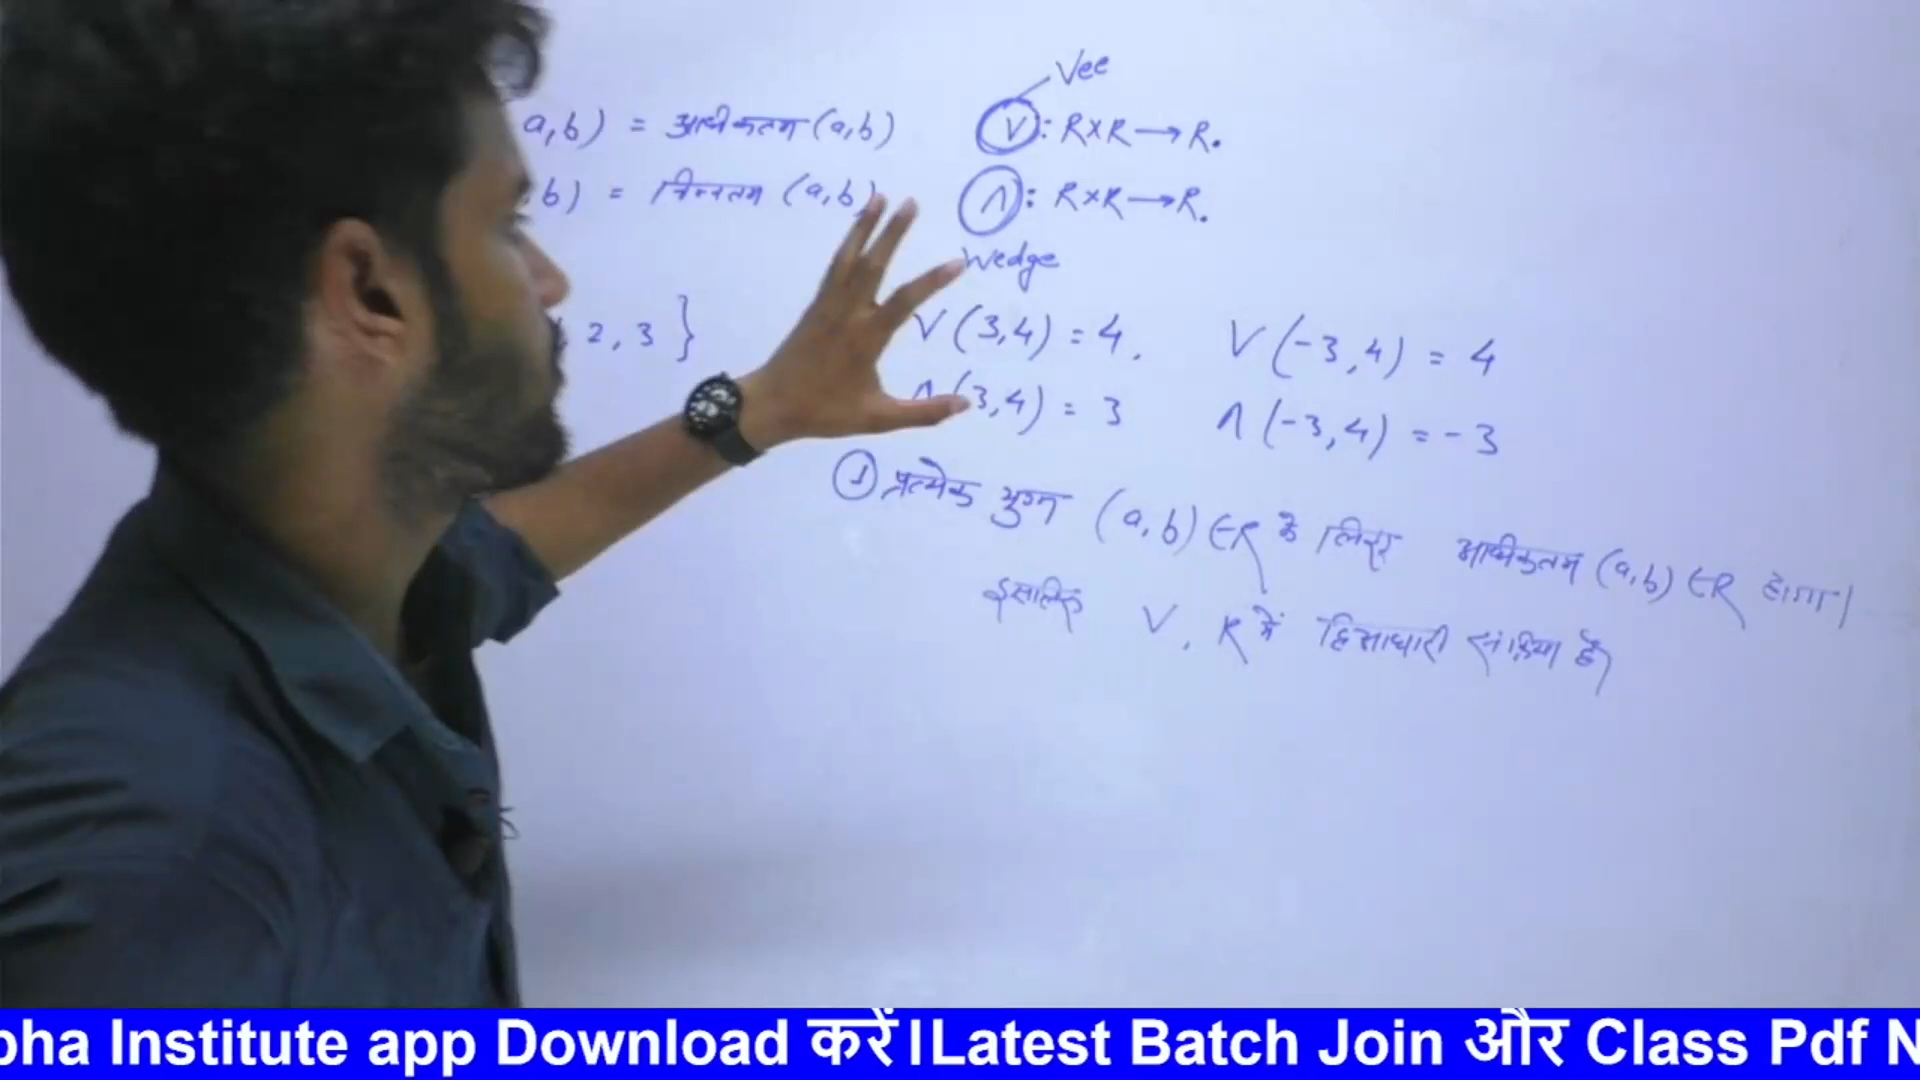 Vee
a,b) = अधिकतम (a,b)
V : R×R → R.
b) = निम्नतम (a,b)
Λ : R×R → R.
Wedge
2, 3 }
V (3,4) = 4.
V (-3,4) = 4
Λ (3,4) = 3
Λ (-3,4) = -3
① प्रत्येक युग्म (a,b) ∈ R के लिए अधिकतम (a,b) ∈ R होगा।
इसलिए V, R में द्विआधारी संक्रिया है।
pha Institute app Download करें।Latest Batch Join और Class Pdf N